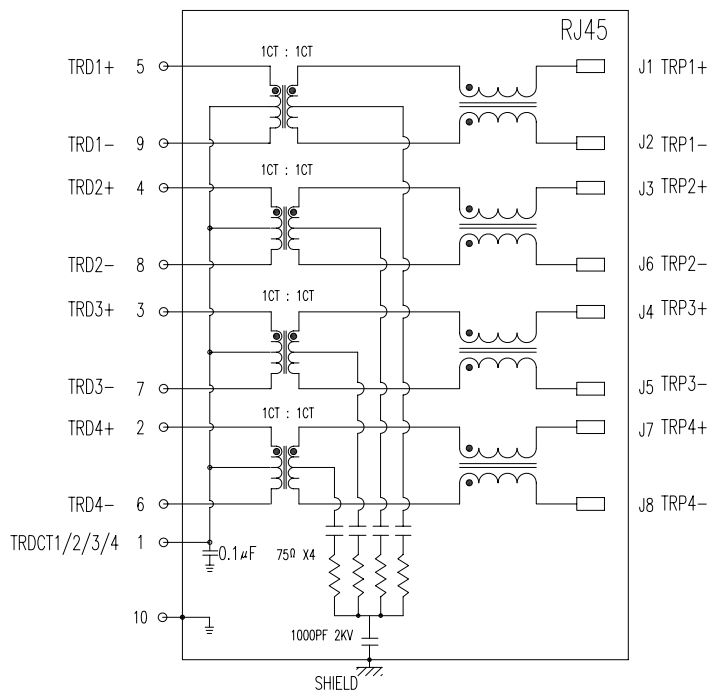 RJ45
1CT : 1CT
TRD1+ 5 J1 TRP1+
TRD1- 9 J2 TRP1-
1CT : 1CT
TRD2+ 4 J3 TRP2+
TRD2- 8 J6 TRP2-
1CT : 1CT
TRD3+ 3 J4 TRP3+
TRD3- 7 J5 TRP3-
1CT : 1CT
TRD4+ 2 J7 TRP4+
TRD4- 6 J8 TRP4-
TRDCT1/2/3/4 1
0.1μF 75Ω X4
10
1000PF 2KV
SHIELD